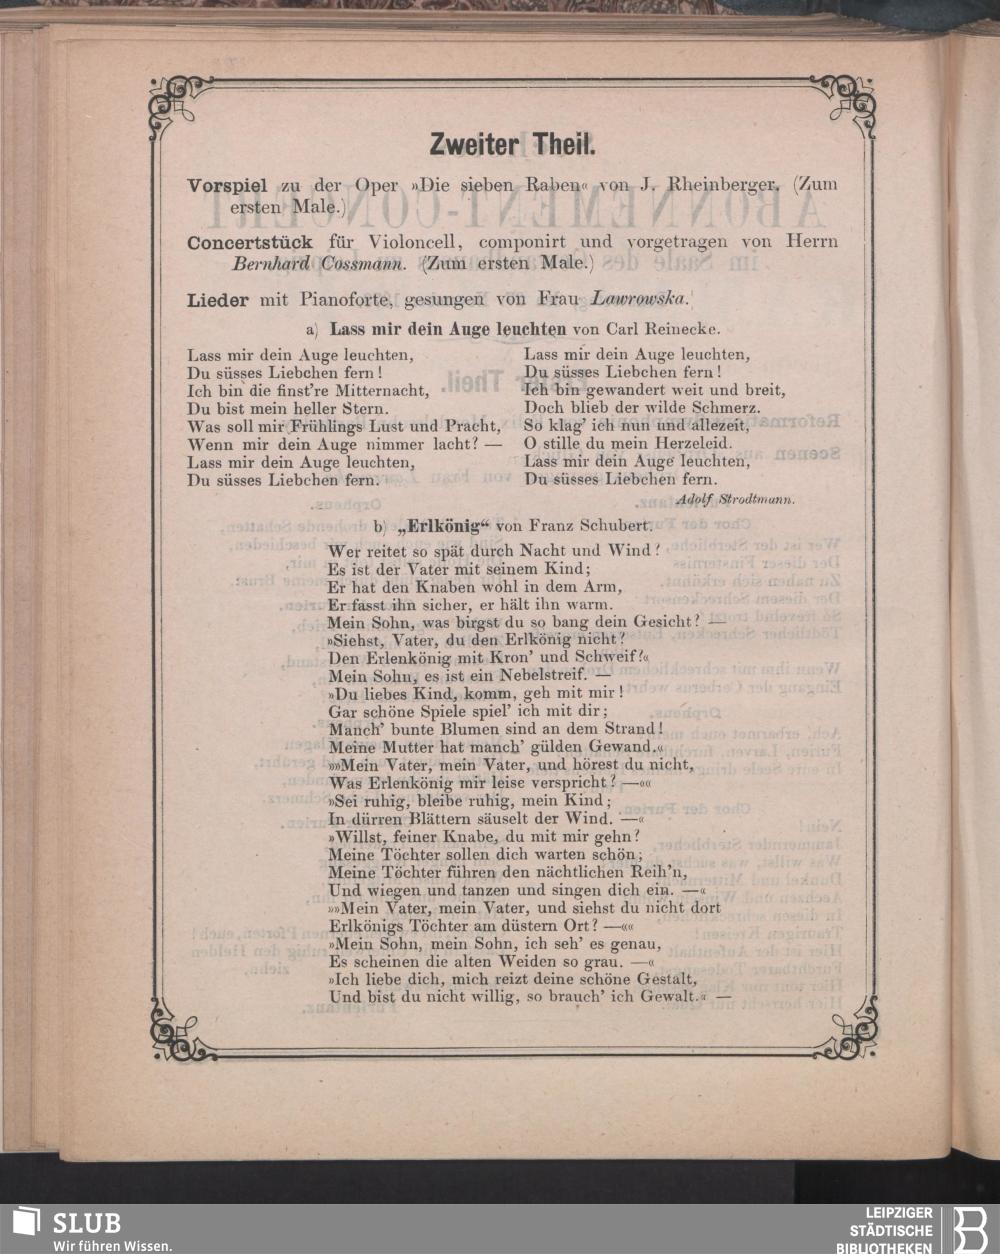 Zweiter Theil.
Vorspiel zu der Oper »Die sieben Raben« von J. Rheinberger. (Zum
ersten Male.)
Concertstück für Violoncell, componirt und vorgetragen von Herrn
Bernhard Cossmann. (Zum ersten Male.)
Lieder mit Pianoforte, gesungen von Frau Lawrowska.
a) Lass mir dein Auge leuchten von Carl Reinecke.
Lass mir dein Auge leuchten,
Du süsses Liebchen fern!
Ich bin die finst're Mitternacht,
Du bist mein heller Stern.
Was soll mir Frühlings Lust und Pracht,
Wenn mir dein Auge nimmer lacht? —
Lass mir dein Auge leuchten,
Du süsses Liebchen fern.
Lass mir dein Auge leuchten,
Du süsses Liebchen fern!
Ich bin gewandert weit und breit,
Doch blieb der wilde Schmerz.
So klag' ich nun und allezeit,
O stille du mein Herzeleid.
Lass mir dein Auge leuchten,
Du süsses Liebchen fern.
Adolf Strodtmann.
b) „Erlkönig“ von Franz Schubert.
Wer reitet so spät durch Nacht und Wind?
Es ist der Vater mit seinem Kind;
Er hat den Knaben wohl in dem Arm,
Er fasst ihn sicher, er hält ihn warm.
Mein Sohn, was birgst du so bang dein Gesicht? —
»Siehst, Vater, du den Erlkönig nicht?
Den Erlenkönig mit Kron' und Schweif?«
Mein Sohn, es ist ein Nebelstreif. —
»Du liebes Kind, komm, geh mit mir!
Gar schöne Spiele spiel' ich mit dir;
Manch' bunte Blumen sind an dem Strand!
Meine Mutter hat manch' gülden Gewand.«
»»Mein Vater, mein Vater, und hörest du nicht,
Was Erlenkönig mir leise verspricht? —««
»Sei ruhig, bleibe ruhig, mein Kind;
In dürren Blättern säuselt der Wind. —«
»Willst, feiner Knabe, du mit mir gehn?
Meine Töchter sollen dich warten schön;
Meine Töchter führen den nächtlichen Reih'n,
Und wiegen und tanzen und singen dich ein. —«
»»Mein Vater, mein Vater, und siehst du nicht dort
Erlkönigs Töchter am düstern Ort? —««
»Mein Sohn, mein Sohn, ich seh' es genau,
Es scheinen die alten Weiden so grau. —«
»Ich liebe dich, mich reizt deine schöne Gestalt,
Und bist du nicht willig, so brauch' ich Gewalt.« —
SLUB
Wir führen Wissen.
LEIPZIGER
STÄDTISCHE
BIBLIOTHEKEN